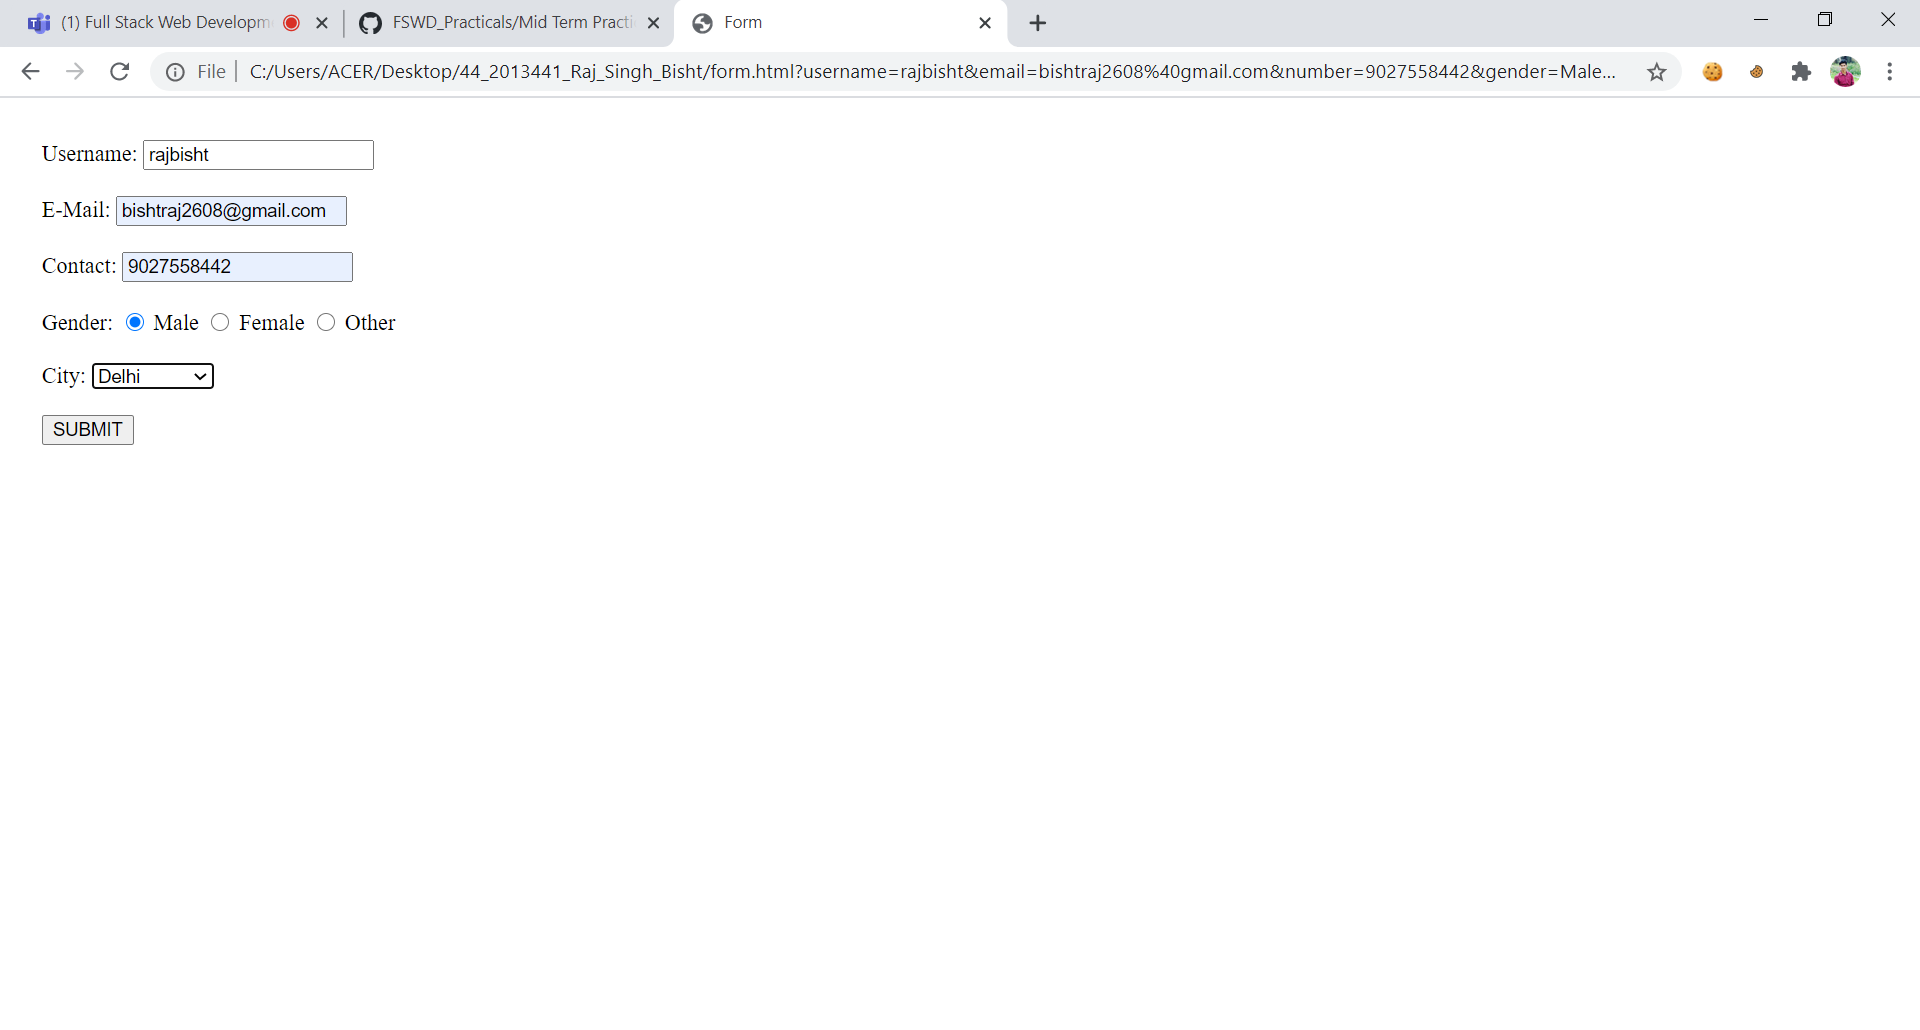 (1) Full Stack Web Developm
FSWD_Practicals/Mid Term Practi
Form
File
C:/Users/ACER/Desktop/44_2013441_Raj_Singh_Bisht/form.html?username=rajbisht&email=bishtraj2608%40gmail.com&number=9027558442&gender=Male...
Username: rajbisht
E-Mail: bishtraj2608@gmail.com
Contact: 9027558442
Gender: Male Female Other
City: Delhi
SUBMIT